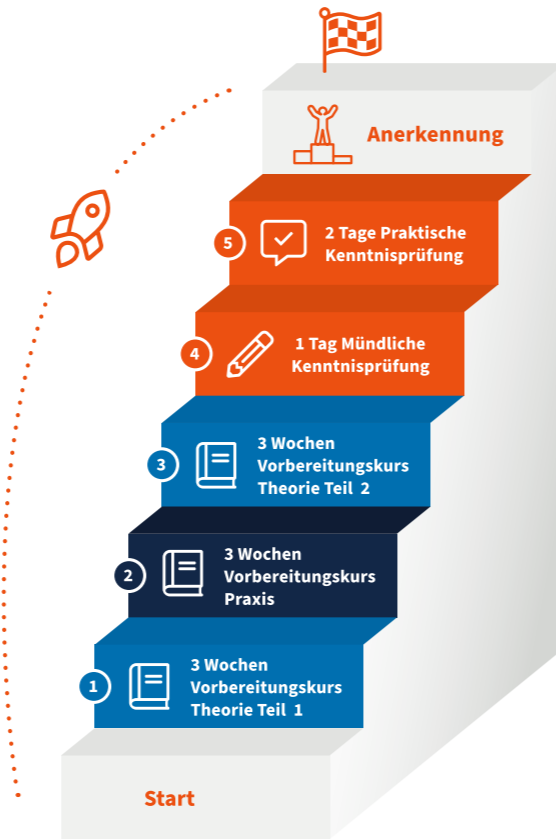 Anerkennung
5
2 Tage Praktische
Kenntnisprüfung
4
1 Tag Mündliche
Kenntnisprüfung
3
3 Wochen
Vorbereitungskurs
Theorie Teil 2
2
3 Wochen
Vorbereitungskurs
Praxis
1
3 Wochen
Vorbereitungskurs
Theorie Teil 1
Start